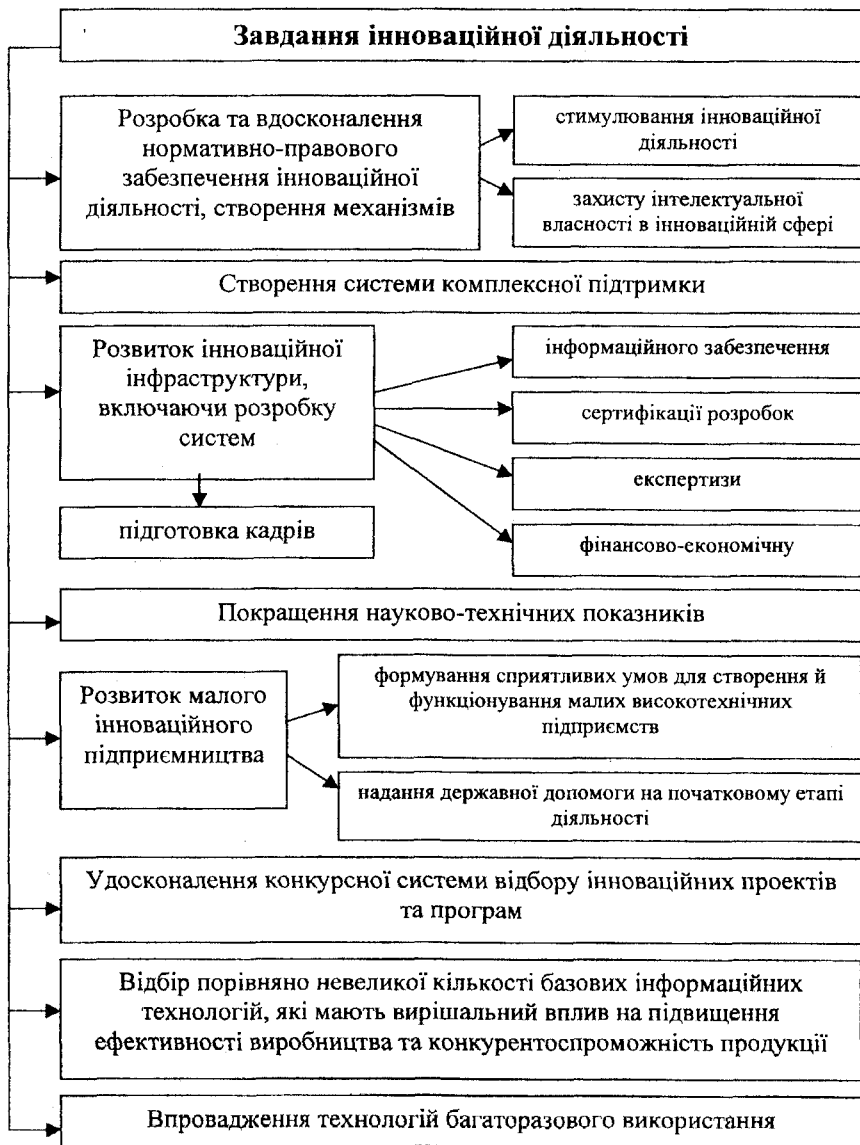 Завдання інноваційної діяльності
Розробка та вдосконалення
нормативно-правового
забезпечення інноваційної
діяльності, створення механізмів
стимулювання інноваційної
діяльності
захисту інтелектуальної
власності в інноваційній сфері
Створення системи комплексної підтримки
Розвиток інноваційної
інфраструктури,
включаючи розробку
систем
інформаційного забезпечення
сертифікації розробок
експертизи
фінансово-економічну
підготовка кадрів
Покращення науково-технічних показників
Розвиток малого
інноваційного
підприємництва
формування сприятливих умов для створення й
функціонування малих високотехнічних
підприємств
надання державної допомоги на початковому етапі
діяльності
Удосконалення конкурсної системи відбору інноваційних проектів
та програм
Відбір порівняно невеликої кількості базових інформаційних
технологій, які мають вирішальний вплив на підвищення
ефективності виробництва та конкурентоспроможність продукції
Впровадження технологій багаторазового використання